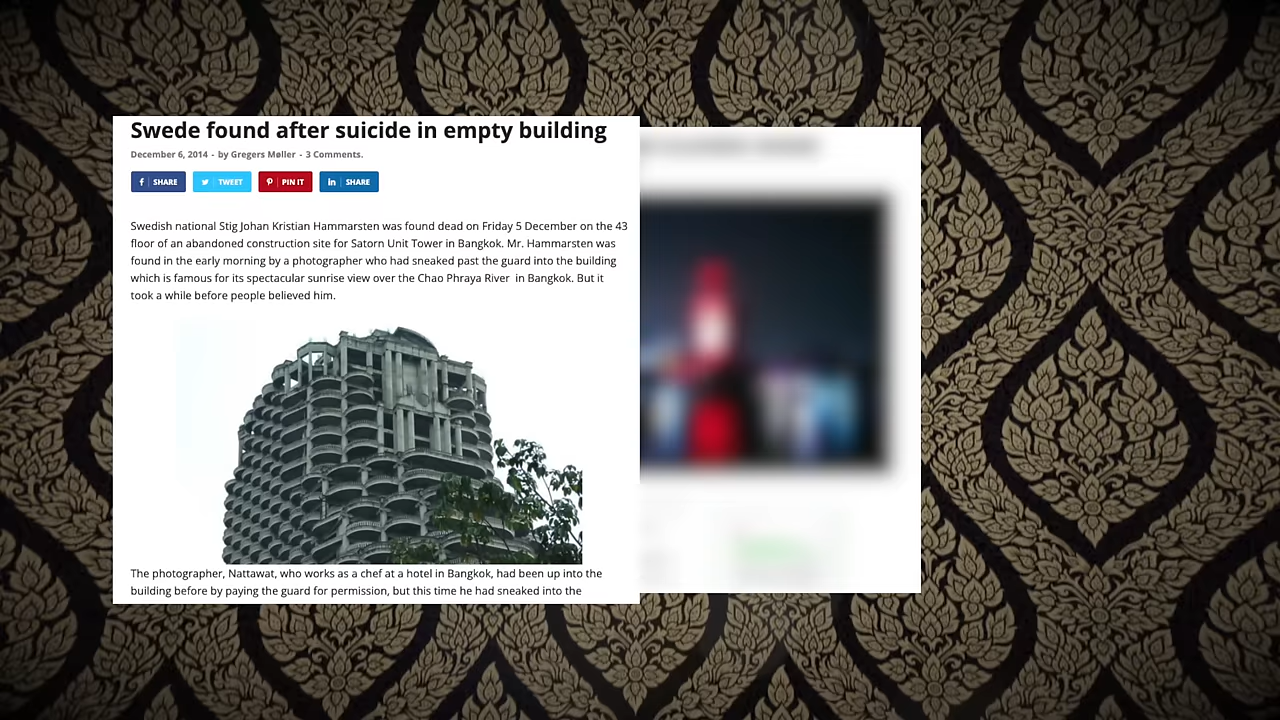 Swede found after suicide in empty building
December 6, 2014 - by Gregers Møller - 3 Comments.
SHARE TWEET PIN IT SHARE
Swedish national Stig Johan Kristian Hammarsten was found dead on Friday 5 December on the 43
floor of an abandoned construction site for Satorn Unit Tower in Bangkok. Mr. Hammarsten was
found in the early morning by a photographer who had sneaked past the guard into the building
which is famous for its spectacular sunrise view over the Chao Phraya River in Bangkok. But it
took a while before people believed him.
The photographer, Nattawat, who works as a chef at a hotel in Bangkok, had been up into the
building before by paying the guard for permission, but this time he had sneaked into the